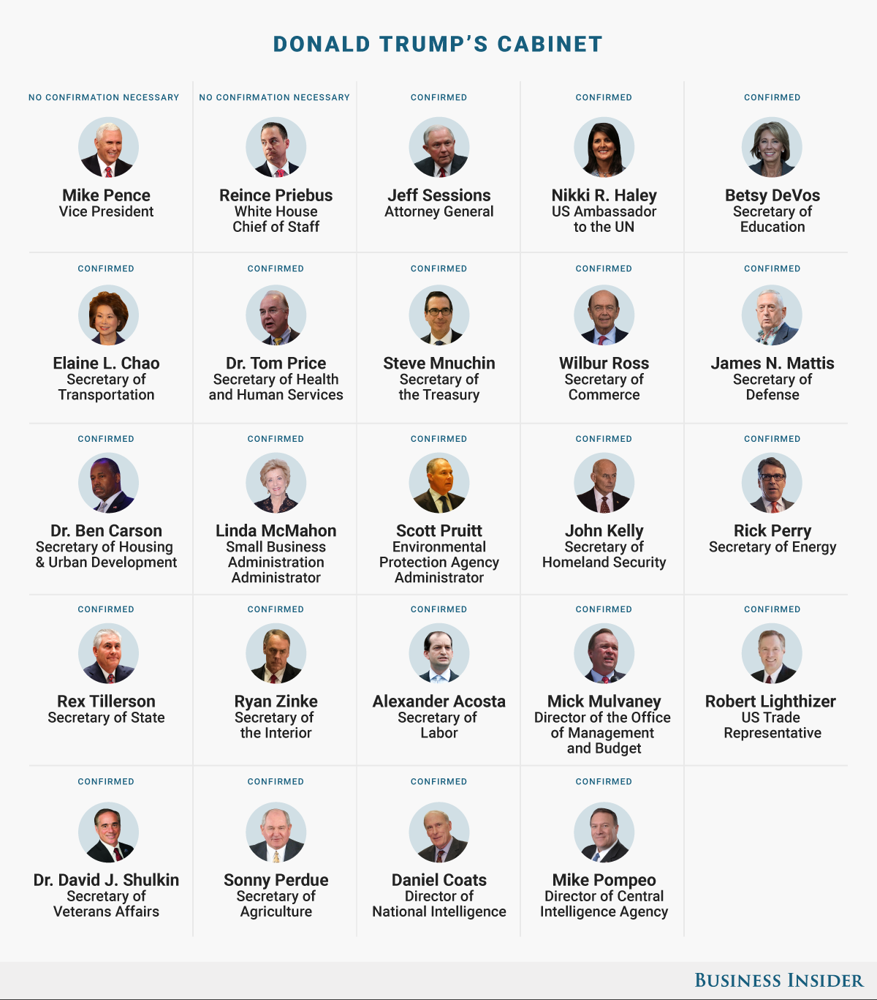 DONALD TRUMP’S CABINET
NO CONFIRMATION NECESSARY
Mike Pence
Vice President
NO CONFIRMATION NECESSARY
Reince Priebus
White House
Chief of Staff
CONFIRMED
Jeff Sessions
Attorney General
CONFIRMED
Nikki R. Haley
US Ambassador
to the UN
CONFIRMED
Betsy DeVos
Secretary of
Education
CONFIRMED
Elaine L. Chao
Secretary of
Transportation
CONFIRMED
Dr. Tom Price
Secretary of Health
and Human Services
CONFIRMED
Steve Mnuchin
Secretary of
the Treasury
CONFIRMED
Wilbur Ross
Secretary of
Commerce
CONFIRMED
James N. Mattis
Secretary of
Defense
CONFIRMED
Dr. Ben Carson
Secretary of Housing
& Urban Development
CONFIRMED
Linda McMahon
Small Business
Administration
Administrator
CONFIRMED
Scott Pruitt
Environmental
Protection Agency
Administrator
CONFIRMED
John Kelly
Secretary of
Homeland Security
CONFIRMED
Rick Perry
Secretary of Energy
CONFIRMED
Rex Tillerson
Secretary of State
CONFIRMED
Ryan Zinke
Secretary of
the Interior
CONFIRMED
Alexander Acosta
Secretary of
Labor
CONFIRMED
Mick Mulvaney
Director of the Office
of Management
and Budget
CONFIRMED
Robert Lighthizer
US Trade
Representative
CONFIRMED
Dr. David J. Shulkin
Secretary of
Veterans Affairs
CONFIRMED
Sonny Perdue
Secretary of
Agriculture
CONFIRMED
Daniel Coats
Director of
National Intelligence
CONFIRMED
Mike Pompeo
Director of Central
Intelligence Agency
BUSINESS INSIDER